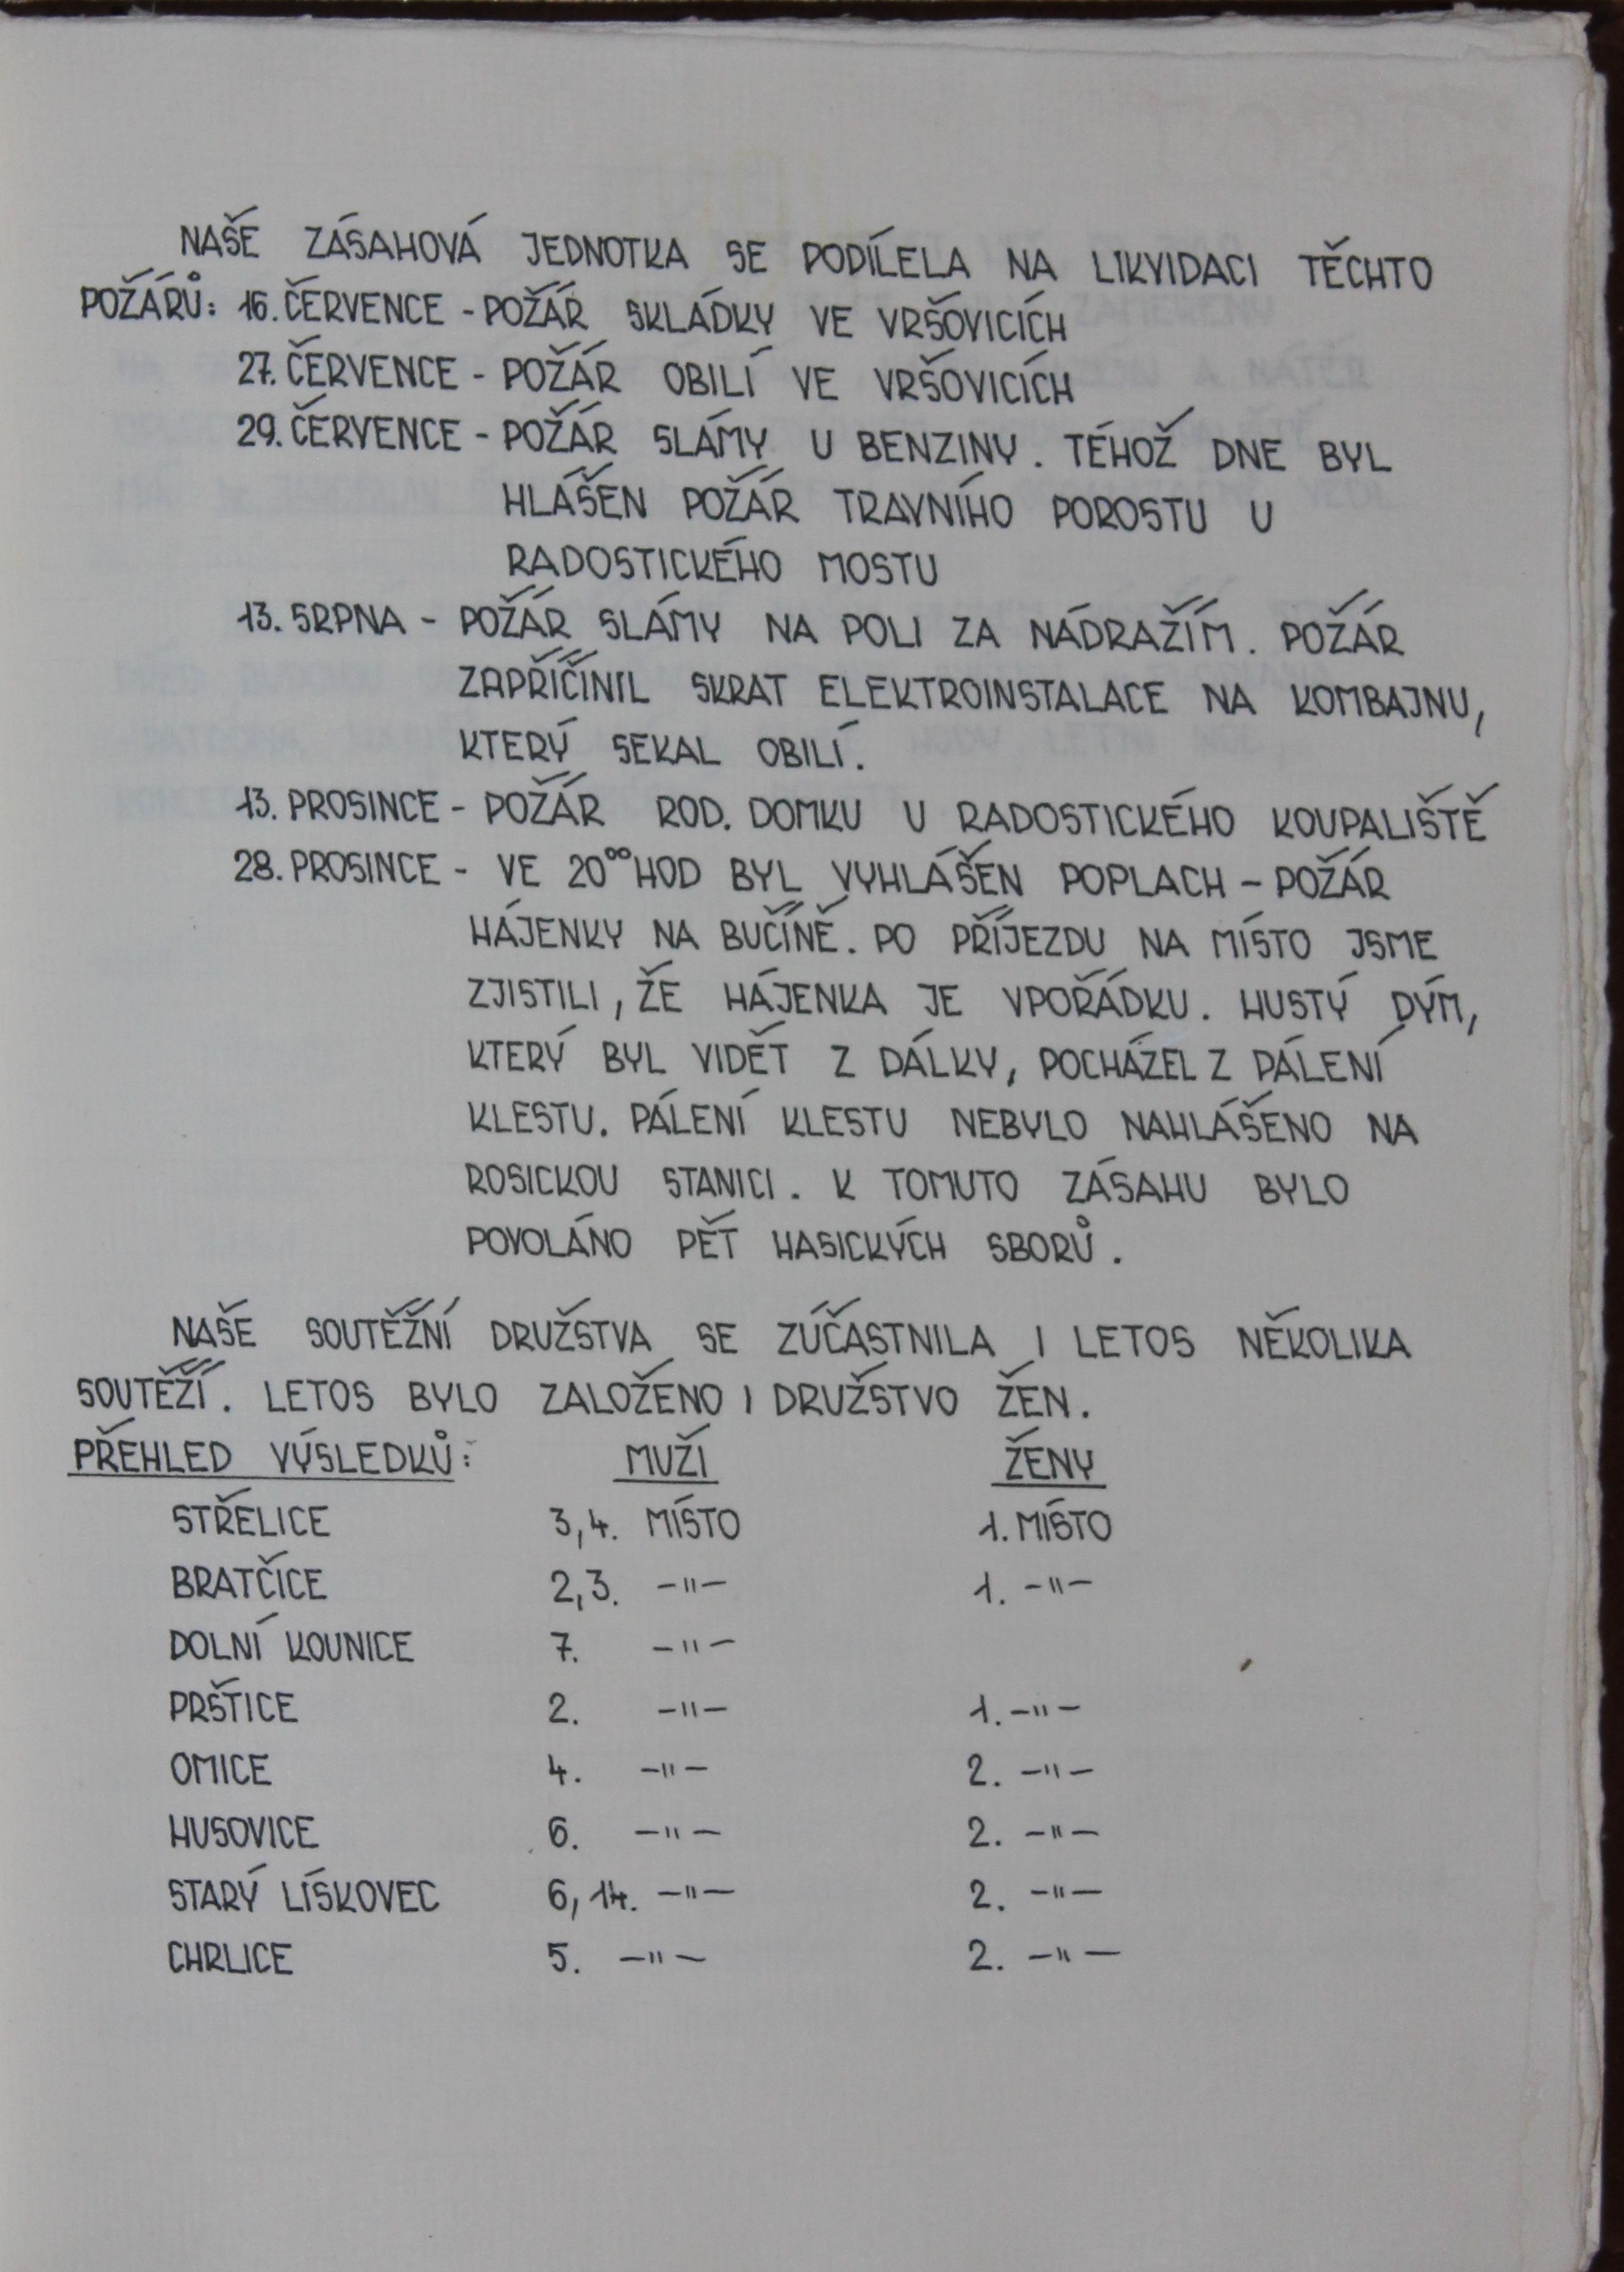 NAŠE ZÁSAHOVÁ JEDNOTKA SE PODÍLELA NA LIKVIDACI TĚCHTO
POŽÁRŮ: 16. ČERVENCE - POŽÁR SKLÁDKY VE VRŠOVICÍCH
27. ČERVENCE - POŽÁR OBILÍ VE VRŠOVICÍCH
29. ČERVENCE - POŽÁR SLÁMY U BENZINY. TÉHOŽ DNE BYL
HLÁŠEN POŽÁR TRAVNÍHO POROSTU U
RADOSTICKÉHO MOSTU
13. SRPNA - POŽÁR SLÁMY NA POLI ZA NÁDRAŽÍM. POŽÁR
ZAPŘÍČÍNIL SKRAT ELEKTROINSTALACE NA KOMBAJNU,
KTERÝ SEKAL OBILÍ.
13. PROSINCE - POŽÁR ROD. DOMKU U RADOSTICKÉHO KOUPALIŠTĚ
28. PROSINCE - VE 20⁰⁰ HOD BYL VYHLÁŠEN POPLACH - POŽÁR
HÁJENKY NA BUČÍNĚ. PO PŘÍJEZDU NA MÍSTO JSME
ZJISTILI, ŽE HÁJENKA JE VPOŘÁDKU. HUSTÝ DÝM,
KTERÝ BYL VIDĚT Z DÁLKY, POCHÁZEL Z PÁLENÍ
KLESTU. PÁLENÍ KLESTU NEBYLO NAHLÁŠENO NA
ROSICKOU STANICI. K TOMUTO ZÁSAHU BYLO
POVOLÁNO PĚT HASICKÝCH SBORŮ.
NAŠE SOUTĚŽNÍ DRUŽSTVA SE ZÚČASTNILA I LETOS NĚKOLIKA
SOUTĚŽÍ. LETOS BYLO ZALOŽENO I DRUŽSTVO ŽEN.
PŘEHLED VÝSLEDKŮ: MUŽI ŽENY
STŘELICE 3,4. MÍSTO 1. MÍSTO
BRATČICE 2,3. -"- 1. -"-
DOLNÍ KOUNICE 7. -"-
PRŠTICE 2. -"- 1. -"-
OMICE 4. -"- 2. -"-
HUSOVICE 6. -"- 2. -"-
STARÝ LÍSKOVEC 6,14. -"- 2. -"-
CHRLICE 5. -"- 2. -"-